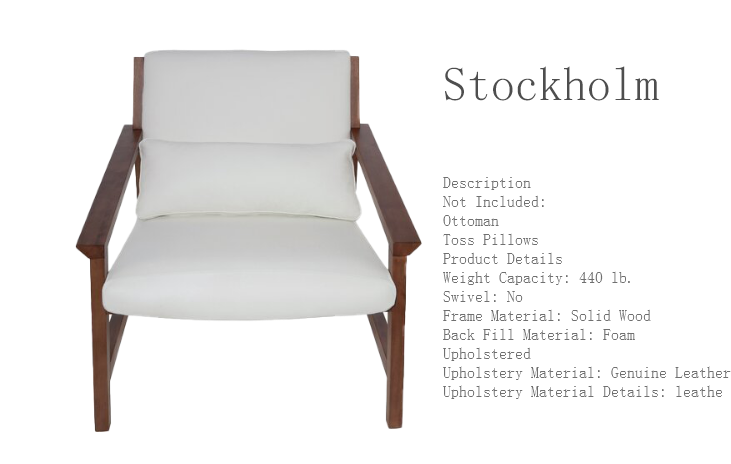 Stockholm
Description
Not Included:
Ottoman
Toss Pillows
Product Details
Weight Capacity: 440 lb.
Swivel: No
Frame Material: Solid Wood
Back Fill Material: Foam
Upholstered
Upholstery Material: Genuine Leather
Upholstery Material Details: leathe